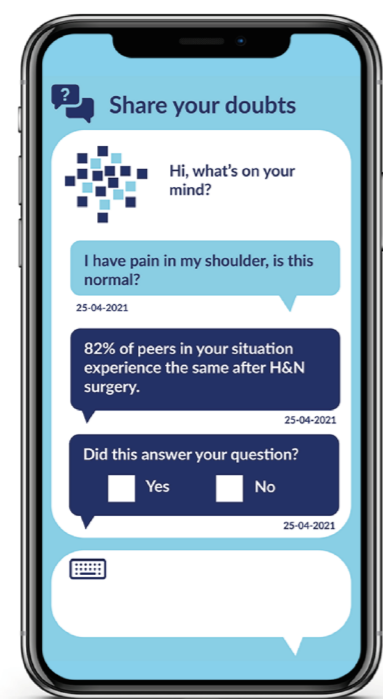 ?
Share your doubts
Hi, what's on your
mind?
I have pain in my shoulder, is this
normal?
25-04-2021
82% of peers in your situation
experience the same after H&N
surgery.
25-04-2021
Did this answer your question?
Yes No
25-04-2021